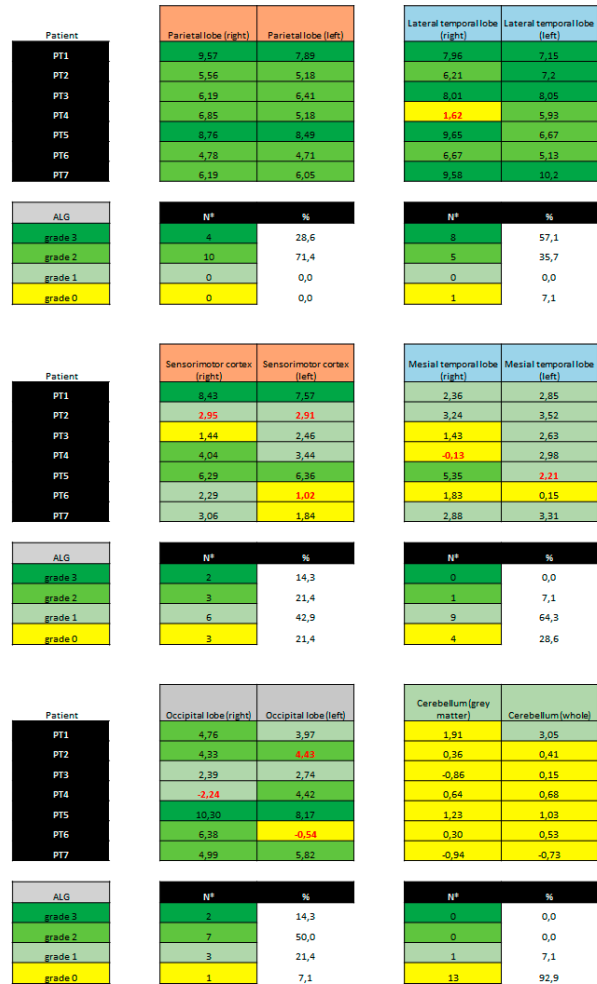 Patient Parietal lobe (right) Parietal lobe (left) Lateral temporal lobe (right) Lateral temporal lobe (left)
PT1 9,57 7,89 7,96 7,15
PT2 5,56 5,18 6,21 7,2
PT3 6,19 6,41 8,01 8,05
PT4 6,85 5,18 1,62 5,93
PT5 8,76 8,49 9,65 6,67
PT6 4,78 4,71 6,67 5,13
PT7 6,19 6,05 9,58 10,2
ALG N° % N° %
grade 3 4 28,6 8 57,1
grade 2 10 71,4 5 35,7
grade 1 0 0,0 0 0,0
grade 0 0 0,0 1 7,1
Patient Sensorimotor cortex (right) Sensorimotor cortex (left) Mesial temporal lobe (right) Mesial temporal lobe (left)
PT1 8,43 7,57 2,36 2,85
PT2 2,95 2,91 3,24 3,52
PT3 1,44 2,46 1,43 2,63
PT4 4,04 3,44 -0,13 2,98
PT5 6,29 6,36 5,35 2,21
PT6 2,29 1,02 1,83 0,15
PT7 3,06 1,84 2,88 3,31
ALG N° % N° %
grade 3 2 14,3 0 0,0
grade 2 3 21,4 1 7,1
grade 1 6 42,9 9 64,3
grade 0 3 21,4 4 28,6
Patient Occipital lobe (right) Occipital lobe (left) Cerebellum (grey matter) Cerebellum (whole)
PT1 4,76 3,97 1,91 3,05
PT2 4,33 4,43 0,36 0,41
PT3 2,39 2,74 -0,86 0,15
PT4 -2,24 4,42 0,64 0,68
PT5 10,30 8,17 1,23 1,03
PT6 6,38 -0,54 0,30 0,53
PT7 4,99 5,82 -0,94 -0,73
ALG N° % N° %
grade 3 2 14,3 0 0,0
grade 2 7 50,0 0 0,0
grade 1 3 21,4 1 7,1
grade 0 1 7,1 13 92,9